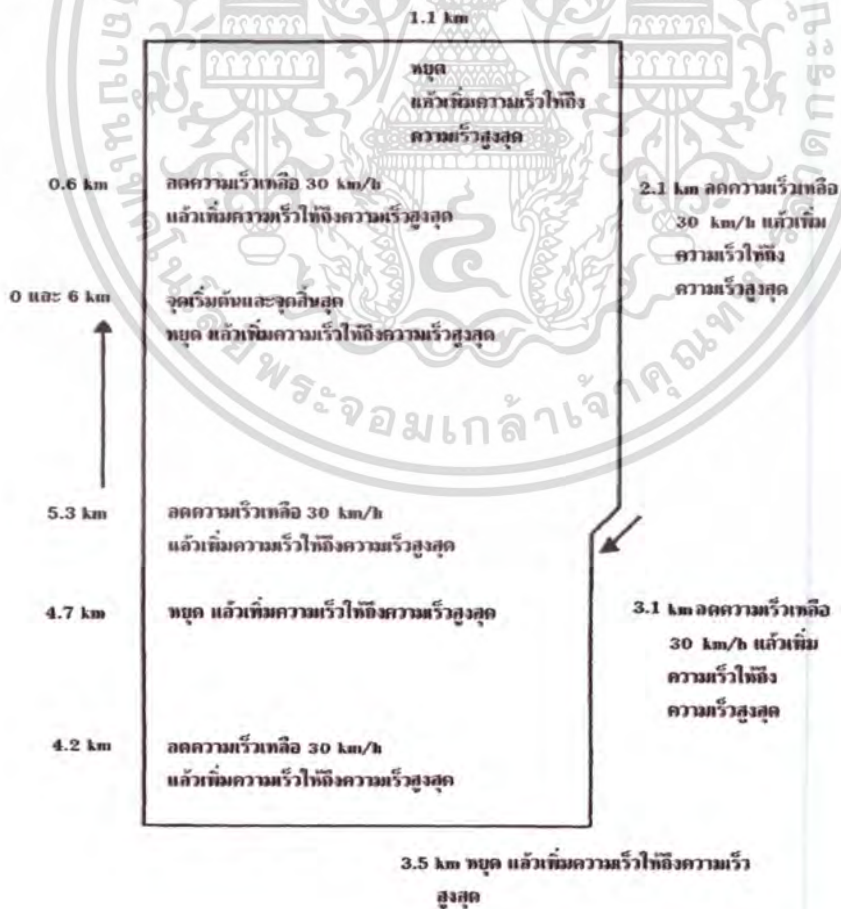 1.1 km
หยุด
แล้วเพิ่มความเร็วให้ถึง
ความเร็วสูงสุด
0.6 km ลดความเร็วเหลือ 30 km/h
แล้วเพิ่มความเร็วให้ถึงความเร็วสูงสุด
2.1 km ลดความเร็วเหลือ
30 km/h แล้วเพิ่ม
ความเร็วให้ถึง
ความเร็วสูงสุด
0 และ 6 km จุดเริ่มต้นและจุดสิ้นสุด
หยุด แล้วเพิ่มความเร็วให้ถึงความเร็วสูงสุด
พระจอมเกล้าเจ้าคุณทหาร
5.3 km ลดความเร็วเหลือ 30 km/h
แล้วเพิ่มความเร็วให้ถึงความเร็วสูงสุด
4.7 km หยุด แล้วเพิ่มความเร็วให้ถึงความเร็วสูงสุด
3.1 km ลดความเร็วเหลือ
30 km/h แล้วเพิ่ม
ความเร็วให้ถึง
ความเร็วสูงสุด
4.2 km ลดความเร็วเหลือ 30 km/h
แล้วเพิ่มความเร็วให้ถึงความเร็วสูงสุด
3.5 km หยุด แล้วเพิ่มความเร็วให้ถึงความเร็ว
สูงสุด